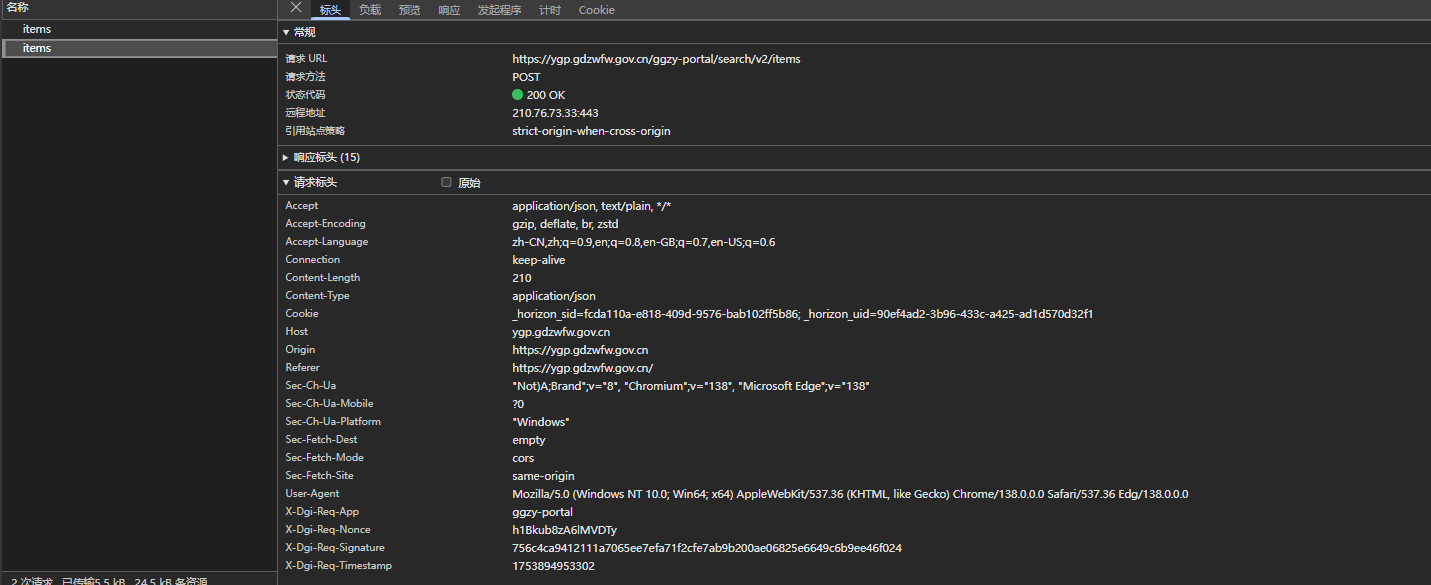 名称
items
items
标头 负载 预览 响应 发起程序 计时 Cookie
常规
请求 URL https://ygp.gdzwfw.gov.cn/ggzy-portal/search/v2/items
请求方法 POST
状态代码 200 OK
远程地址 210.76.73.33:443
引用站点策略 strict-origin-when-cross-origin
响应标头 (15)
请求标头 原始
Accept application/json, text/plain, */*
Accept-Encoding gzip, deflate, br, zstd
Accept-Language zh-CN,zh;q=0.9,en;q=0.8,en-GB;q=0.7,en-US;q=0.6
Connection keep-alive
Content-Length 210
Content-Type application/json
Cookie _horizon_sid=fcda110a-e818-409d-9576-bab102ff5b86; _horizon_uid=90ef4ad2-3b96-433c-a425-ad1d570d32f1
Host ygp.gdzwfw.gov.cn
Origin https://ygp.gdzwfw.gov.cn
Referer https://ygp.gdzwfw.gov.cn/
Sec-Ch-Ua "Not)A;Brand";v="8", "Chromium";v="138", "Microsoft Edge";v="138"
Sec-Ch-Ua-Mobile ?0
Sec-Ch-Ua-Platform "Windows"
Sec-Fetch-Dest empty
Sec-Fetch-Mode cors
Sec-Fetch-Site same-origin
User-Agent Mozilla/5.0 (Windows NT 10.0; Win64; x64) AppleWebKit/537.36 (KHTML, like Gecko) Chrome/138.0.0.0 Safari/537.36 Edg/138.0.0.0
X-Dgi-Req-App ggzy-portal
X-Dgi-Req-Nonce h1Bkub8zA6lMVDTy
X-Dgi-Req-Signature 756c4ca9412111a7065ee7efa71f2cfe7ab9b200ae06825e6649c6b9ee46f024
X-Dgi-Req-Timestamp 1753894953302
2 次请求 已传输5.5 kB 24.5 kB 条资源